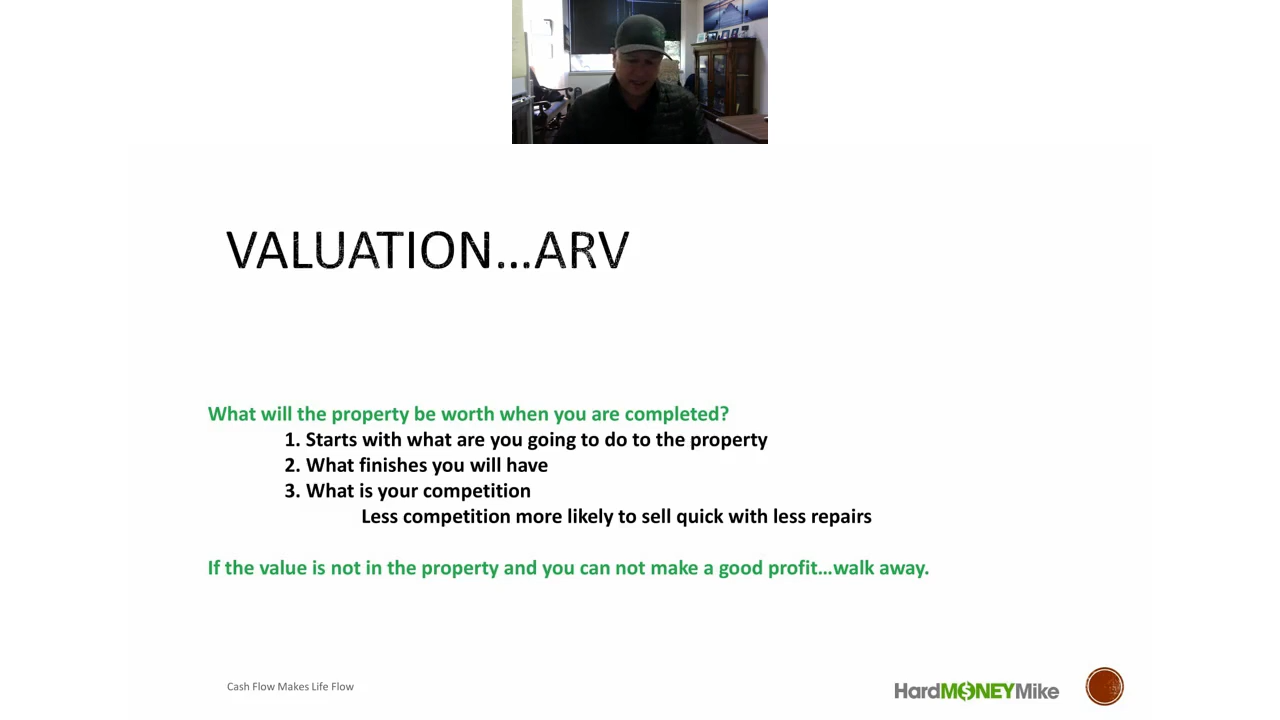 VALUATION...ARV
What will the property be worth when you are completed?
1. Starts with what are you going to do to the property
2. What finishes you will have
3. What is your competition
Less competition more likely to sell quick with less repairs
If the value is not in the property and you can not make a good profit...walk away.
Cash Flow Makes Life Flow
HardMONEYMike